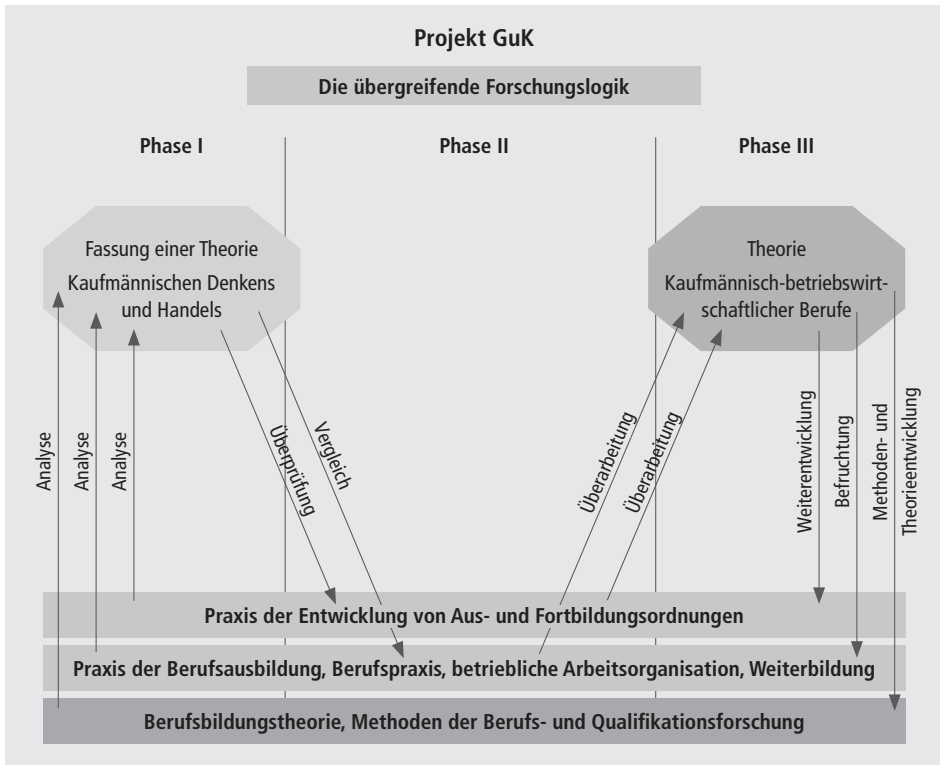 Projekt GuK
Die übergreifende Forschungslogik
Phase I
Phase II
Phase III
Fassung einer Theorie
Kaufmännischen Denkens
und Handels
Theorie
Kaufmännisch-betriebswirt-
schaftlicher Berufe
Analyse
Analyse
Analyse
Überprüfung
Vergleich
Überarbeitung
Überarbeitung
Weiterentwicklung
Befruchtung
Methoden- und
Theorieentwicklung
Praxis der Entwicklung von Aus- und Fortbildungsordnungen
Praxis der Berufsausbildung, Berufspraxis, betriebliche Arbeitsorganisation, Weiterbildung
Berufsbildungstheorie, Methoden der Berufs- und Qualifikationsforschung